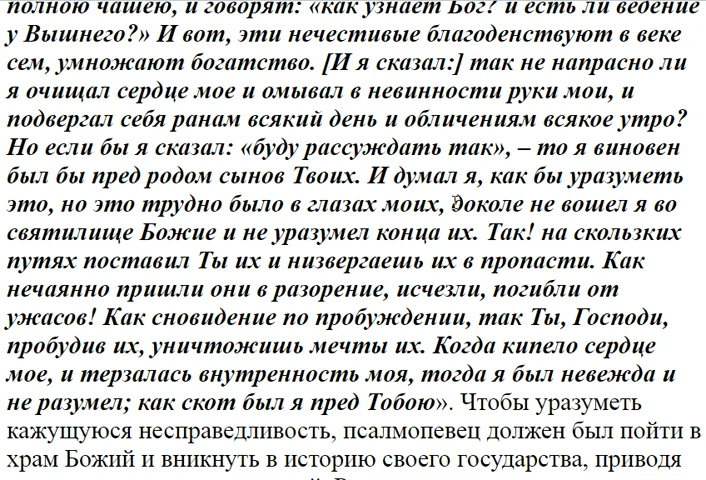 полною чашею, и говорят: «как узнает Бог? и есть ли ведение
у Вышнего?» И вот, эти нечестивые благоденствуют в веке
сем, умножают богатство. [И я сказал:] так не напрасно ли
я очищал сердце мое и омывал в невинности руки мои, и
подвергал себя ранам всякий день и обличениям всякое утро?
Но если бы я сказал: «буду рассуждать так», – то я виновен
был бы пред родом сынов Твоих. И думал я, как бы уразуметь
это, но это трудно было в глазах моих, доколе не вошел я во
святилище Божие и не уразумел конца их. Так! на скользких
путях поставил Ты их и низвергаешь их в пропасти. Как
нечаянно пришли они в разорение, исчезли, погибли от
ужасов! Как сновидение по пробуждении, так Ты, Господи,
пробудив их, уничтожишь мечты их. Когда кипело сердце
мое, и терзалась внутренность моя, тогда я был невежда и
не разумел; как скот был я пред Тобою». Чтобы уразуметь
кажущуюся несправедливость, псалмопевец должен был пойти в
храм Божий и вникнуть в историю своего государства, приводя